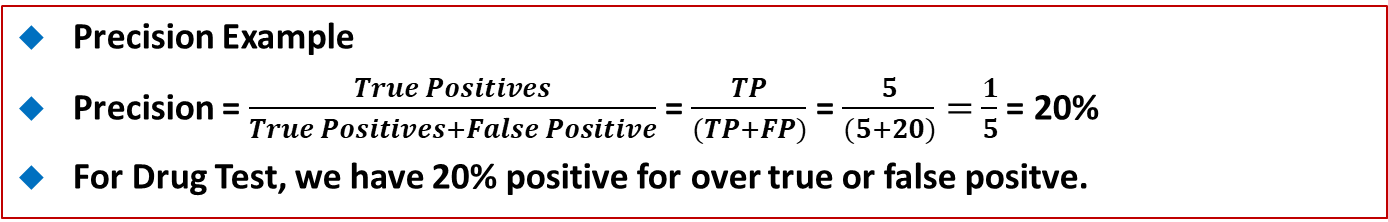 ◆ Precision Example
◆ Precision = True Positives / True Positives+False Positive = TP / (TP+FP) = 5 / (5+20) = 1 / 5 = 20%
◆ For Drug Test, we have 20% positive for over true or false positve.